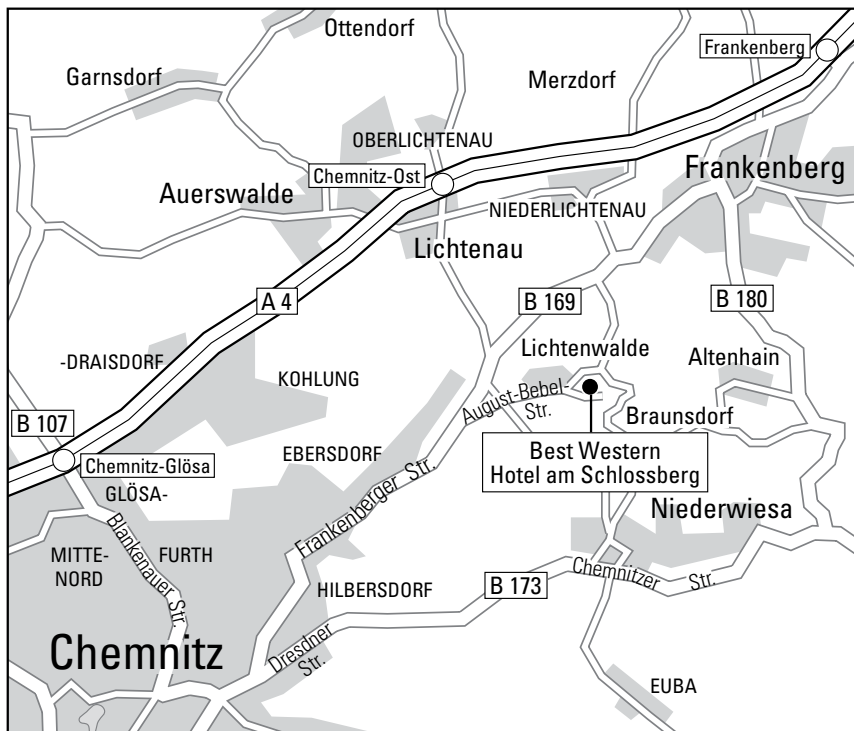 Ottendorf
Frankenberg
Garnsdorf
Merzdorf
OBERLICHTENAU
Chemnitz-Ost
Frankenberg
Auerswalde
NIEDERLICHTENAU
Lichtenau
A 4
B 169
B 180
Lichtenwalde
-DRAISDORF
Altenhain
KOHLUNG
August-Bebel-
Str.
B 107
Braunsdorf
Best Western
Hotel am Schlossberg
EBERSDORF
Chemnitz-Glösa
GLÖSA-
Frankenberger Str.
Niederwiesa
MITTE-
NORD
FURTH
Blankenauer Str.
HILBERSDORF
B 173
Chemnitzer Str.
Chemnitz
Dresdner
Str.
EUBA